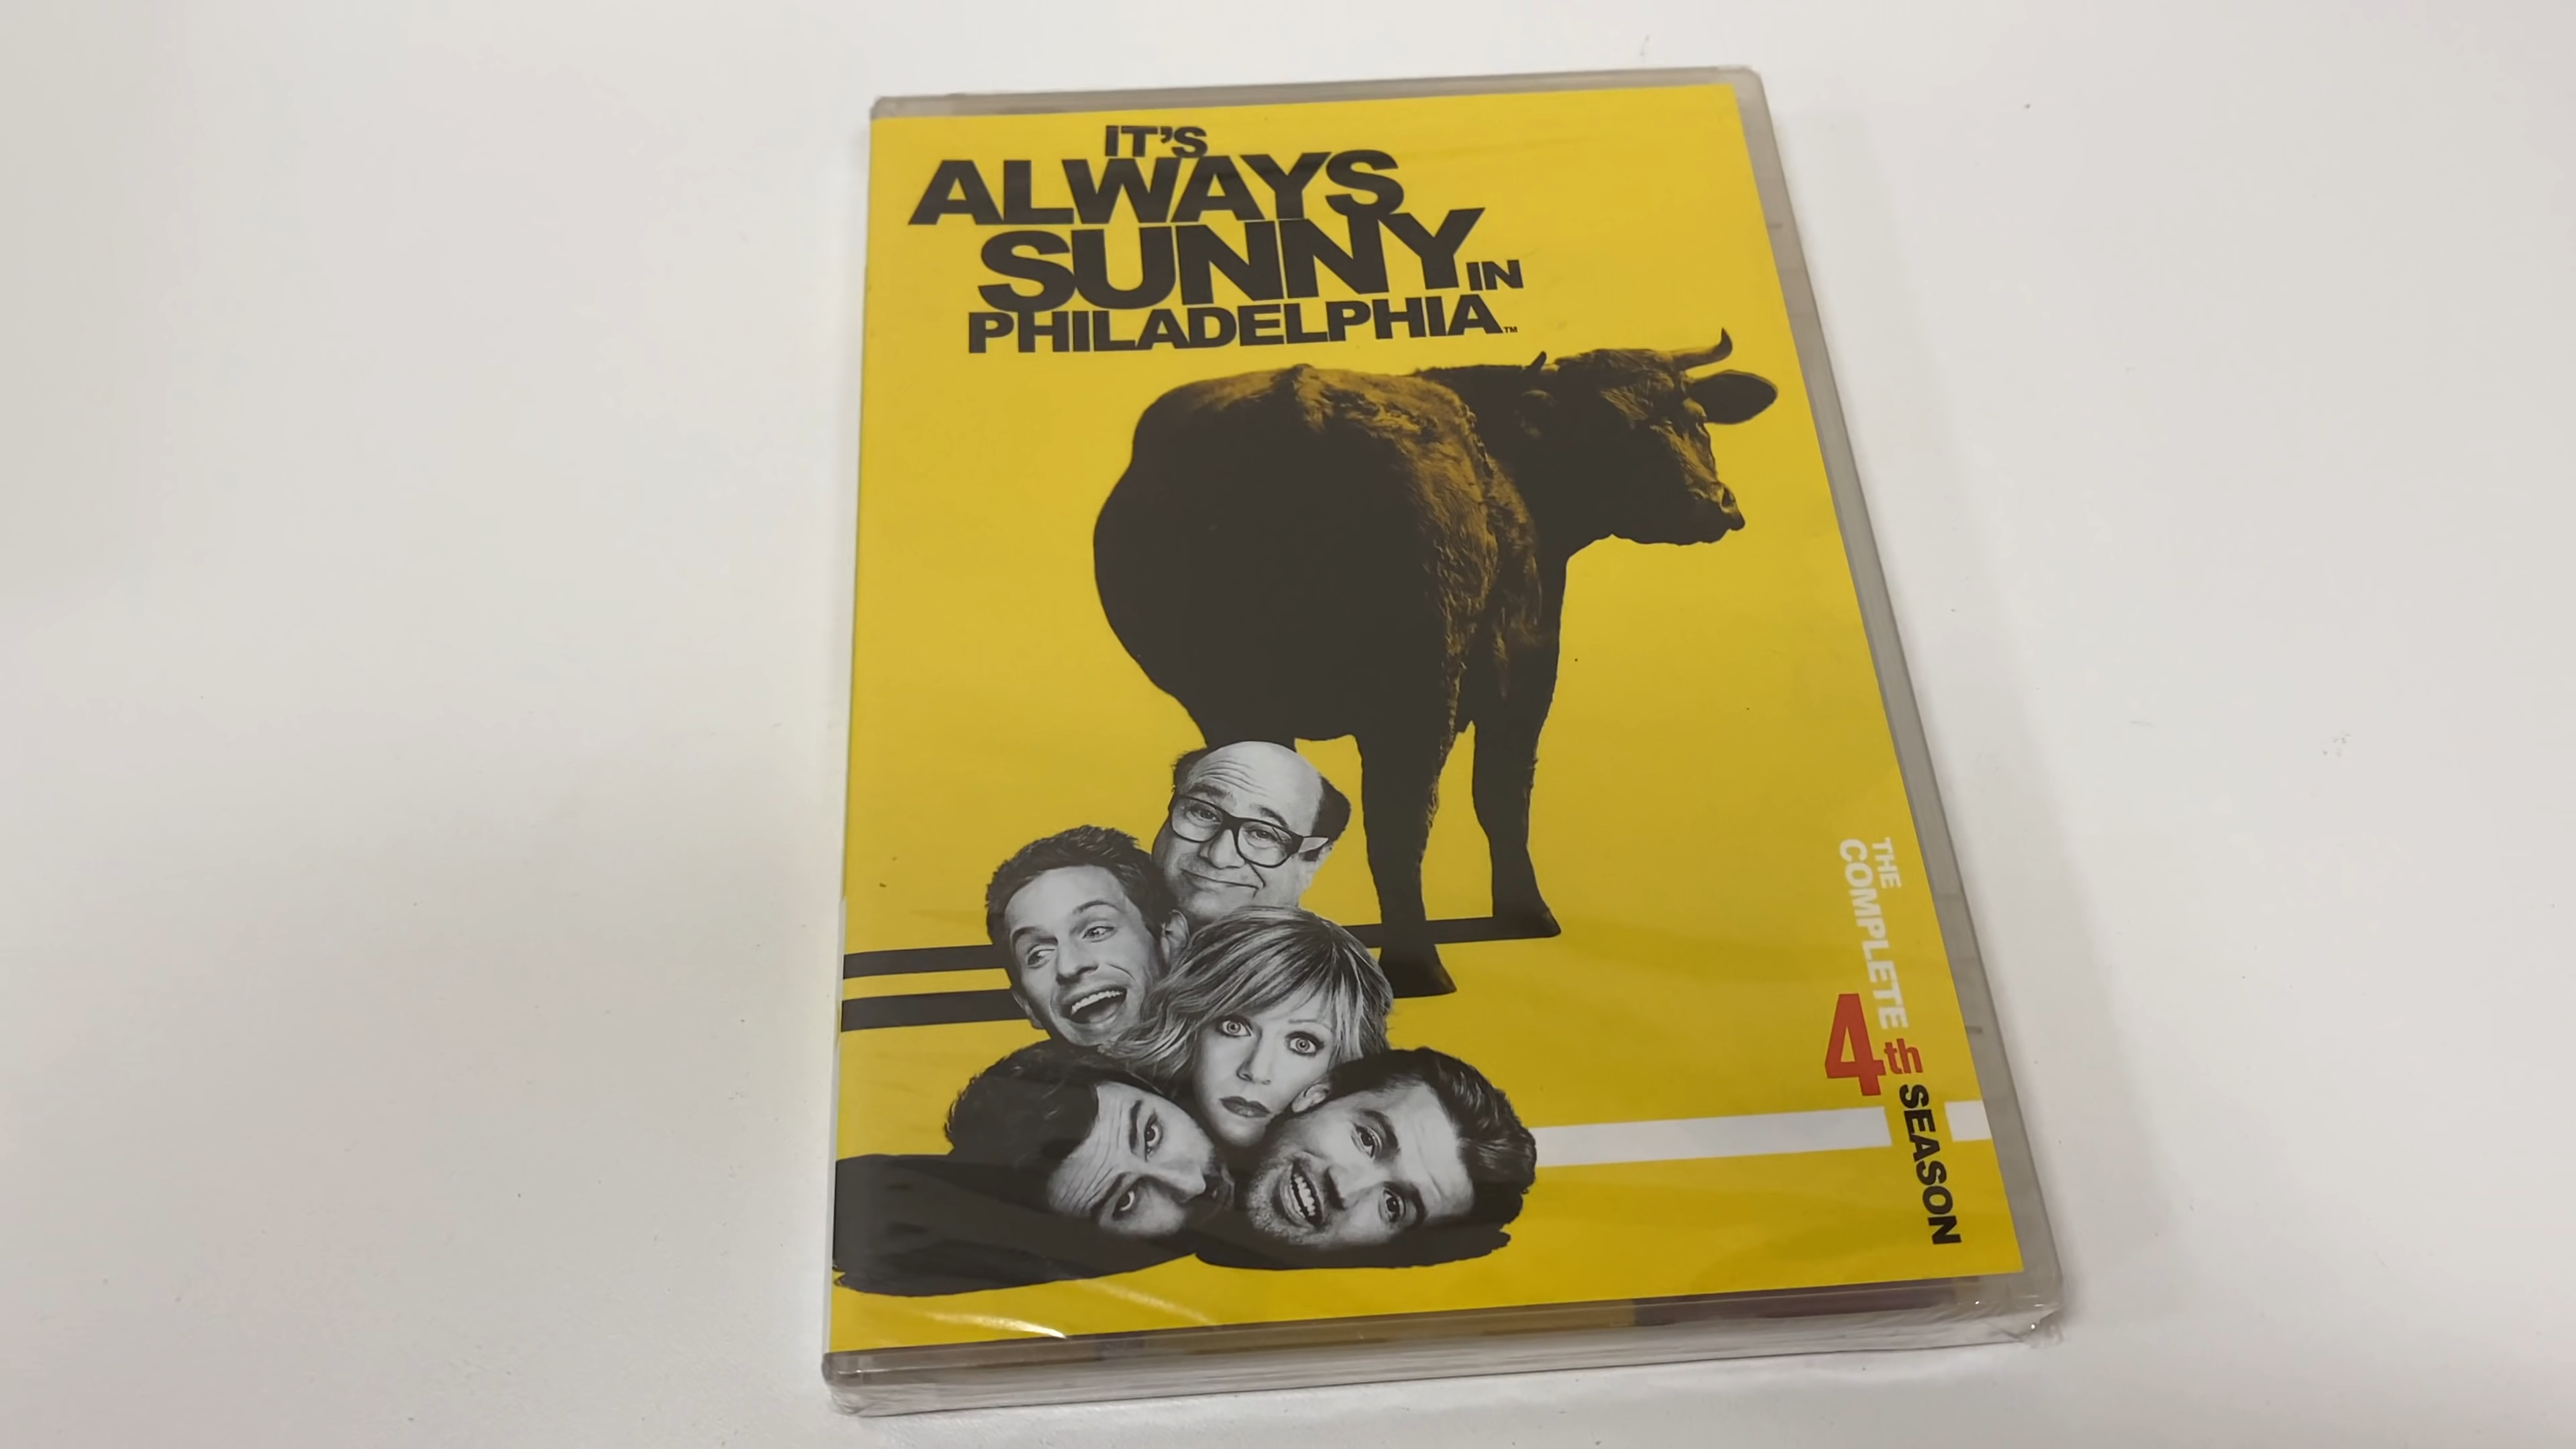 IT'S
ALWAYS
SUNNY IN
PHILADELPHIA™
THE
COMPLETE
4th
SEASON